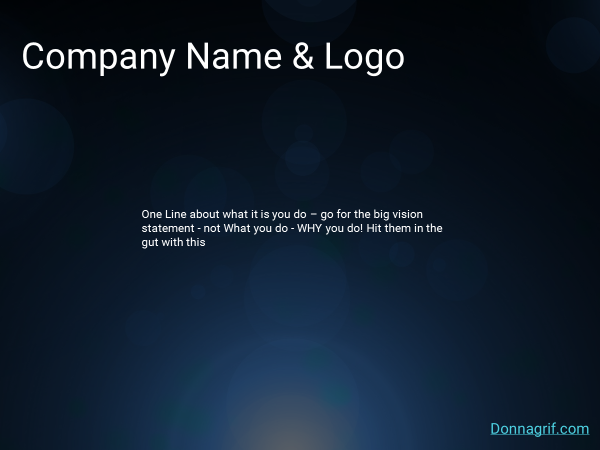 Company Name & Logo
One Line about what it is you do – go for the big vision
statement - not What you do - WHY you do! Hit them in the
gut with this
Donnagrif.com